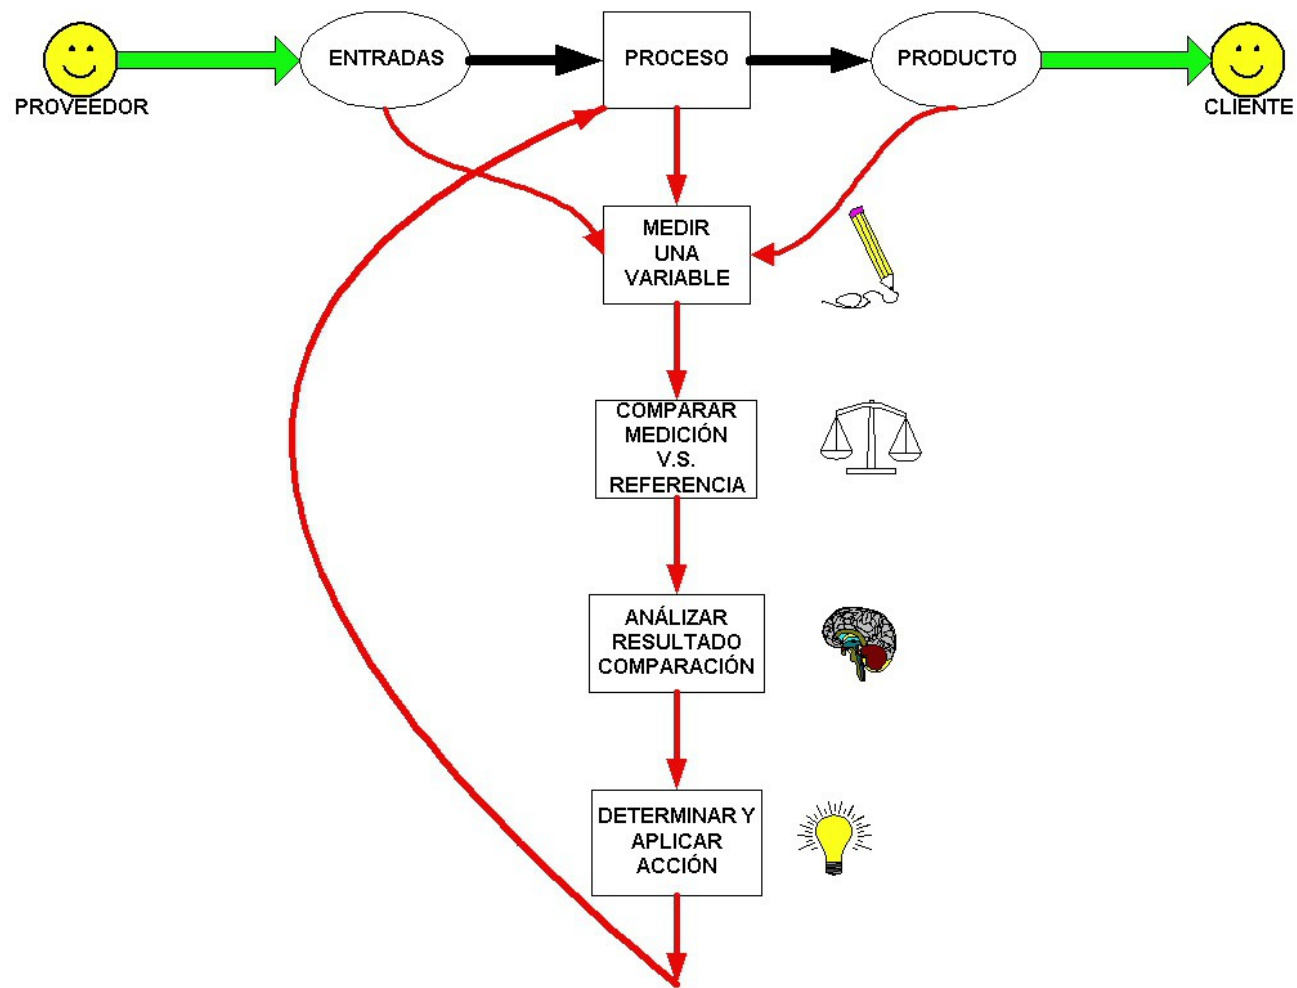 ENTRADAS
PROCESO
PRODUCTO
PROVEEDOR
CLIENTE
MEDIR
UNA
VARIABLE
COMPARAR
MEDICIÓN
V.S.
REFERENCIA
ANÁLIZAR
RESULTADO
COMPARACIÓN
DETERMINAR Y
APLICAR
ACCIÓN